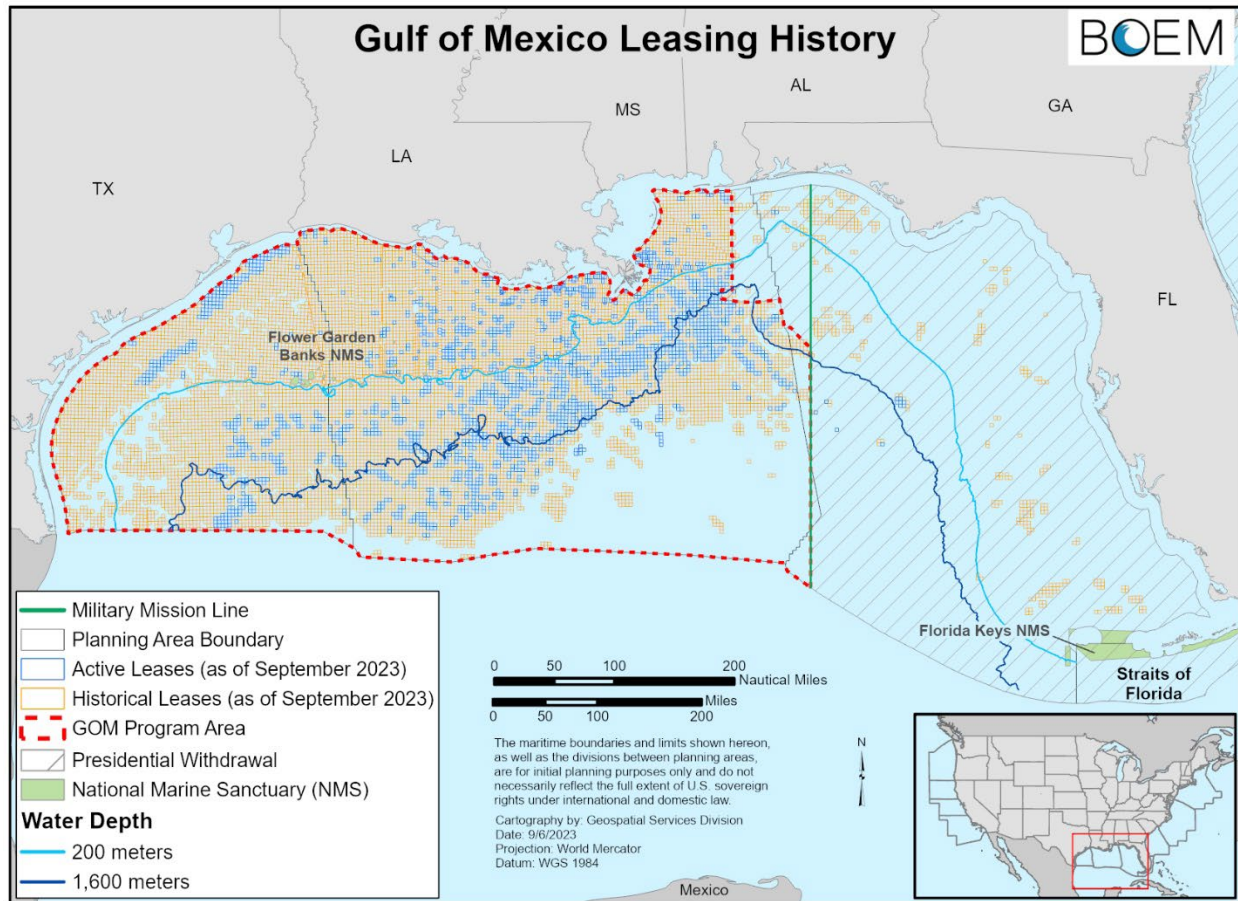 Gulf of Mexico Leasing History
BOEM
TX
LA
MS
AL
GA
FL
Flower Garden
Banks NMS
Florida Keys NMS
Straits of
Florida
Military Mission Line
Planning Area Boundary
Active Leases (as of September 2023)
Historical Leases (as of September 2023)
GOM Program Area
Presidential Withdrawal
National Marine Sanctuary (NMS)
Water Depth
200 meters
1,600 meters
0 50 100 200
Nautical Miles
Miles
0 50 100 200
The maritime boundaries and limits shown hereon,
as well as the divisions between planning areas,
are for initial planning purposes only and do not
necessarily reflect the full extent of U.S. sovereign
rights under international and domestic law.
Cartography by: Geospatial Services Division
Date: 9/6/2023
Projection: World Mercator
Datum: WGS 1984
N
Mexico